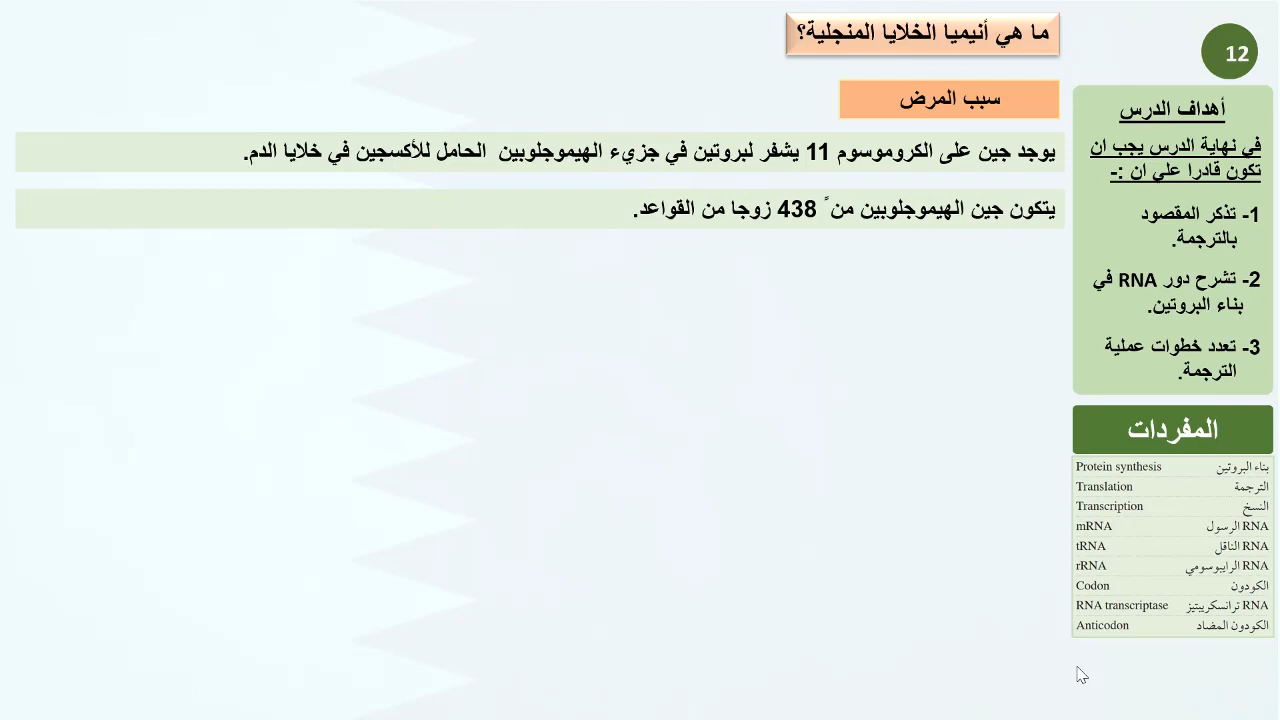 ما هي أنيميا الخلايا المنجلية؟
12
سبب المرض
يوجد جين على الكروموسوم 11 يشفر لبروتين في جزيء الهيموجلوبين الحامل للأكسجين في خلايا الدم.
يتكون جين الهيموجلوبين من ً 438 زوجا من القواعد.
أهداف الدرس
في نهاية الدرس يجب ان
تكون قادرا علي ان :-
1- تذكر المقصود
بالترجمة.
2- تشرح دور RNA في
بناء البروتين.
3- تعدد خطوات عملية
الترجمة.
المفردات
بناء البروتين Protein synthesis
الترجمة Translation
النسخ Transcription
RNA الرسول mRNA
RNA الناقل tRNA
RNA الرايبوسومي rRNA
الكودون Codon
RNA ترانسكريبتيز RNA transcriptase
الكودون المضاد Anticodon